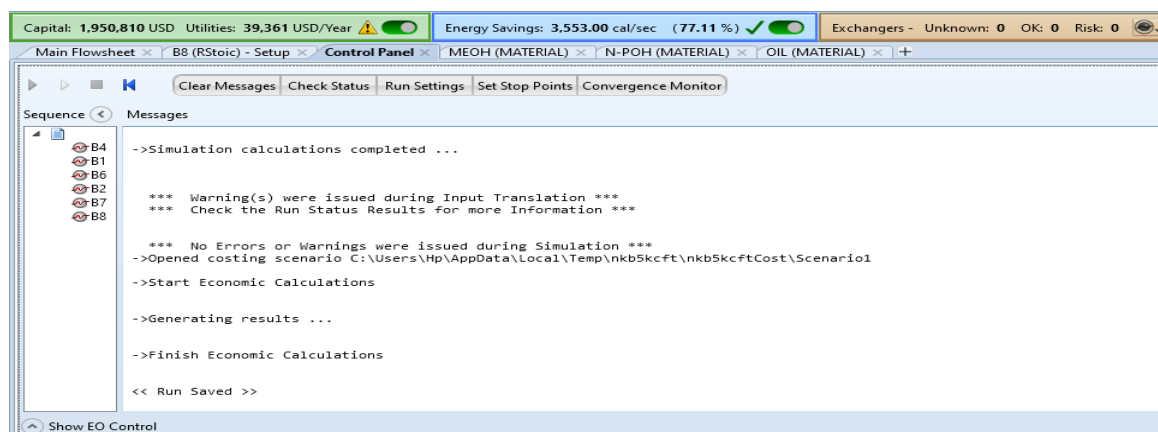 Capital: 1,950,810 USD Utilities: 39,361 USD/Year Energy Savings: 3,553.00 cal/sec (77.11 %) Exchangers - Unknown: 0 OK: 0 Risk: 0
Main Flowsheet × B8 (RStoic) - Setup × Control Panel × MEOH (MATERIAL) × N-POH (MATERIAL) × OIL (MATERIAL) × +
Clear Messages Check Status Run Settings Set Stop Points Convergence Monitor
Sequence Messages
B4
B1
B6
B2
B7
B8
->Simulation calculations completed ...
*** Warning(s) were issued during Input Translation ***
*** Check the Run Status Results for more Information ***
*** No Errors or Warnings were issued during Simulation ***
->Opened costing scenario C:\Users\Hp\AppData\Local\Temp\nkb5kcft\nkb5kcftCost\Scenario1
->Start Economic Calculations
->Generating results ...
->Finish Economic Calculations
<< Run Saved >>
Show EO Control